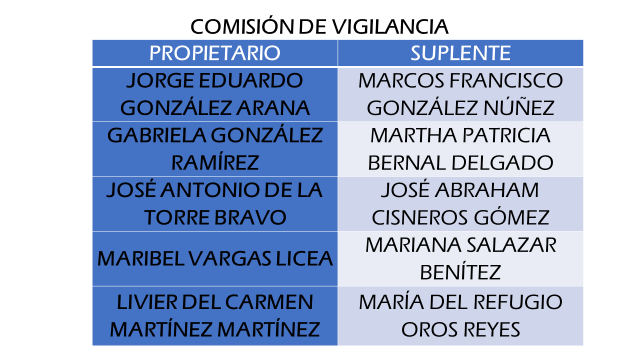 COMISIÓN DE VIGILANCIA
PROPIETARIO SUPLENTE
JORGE EDUARDO
GONZÁLEZ ARANA
MARCOS FRANCISCO
GONZÁLEZ NÚÑEZ
GABRIELA GONZÁLEZ
RAMÍREZ
MARTHA PATRICIA
BERNAL DELGADO
JOSÉ ANTONIO DE LA
TORRE BRAVO
JOSÉ ABRAHAM
CISNEROS GÓMEZ
MARIBEL VARGAS LICEA
MARIANA SALAZAR
BENÍTEZ
LIVIER DEL CARMEN
MARTÍNEZ MARTÍNEZ
MARÍA DEL REFUGIO
OROS REYES